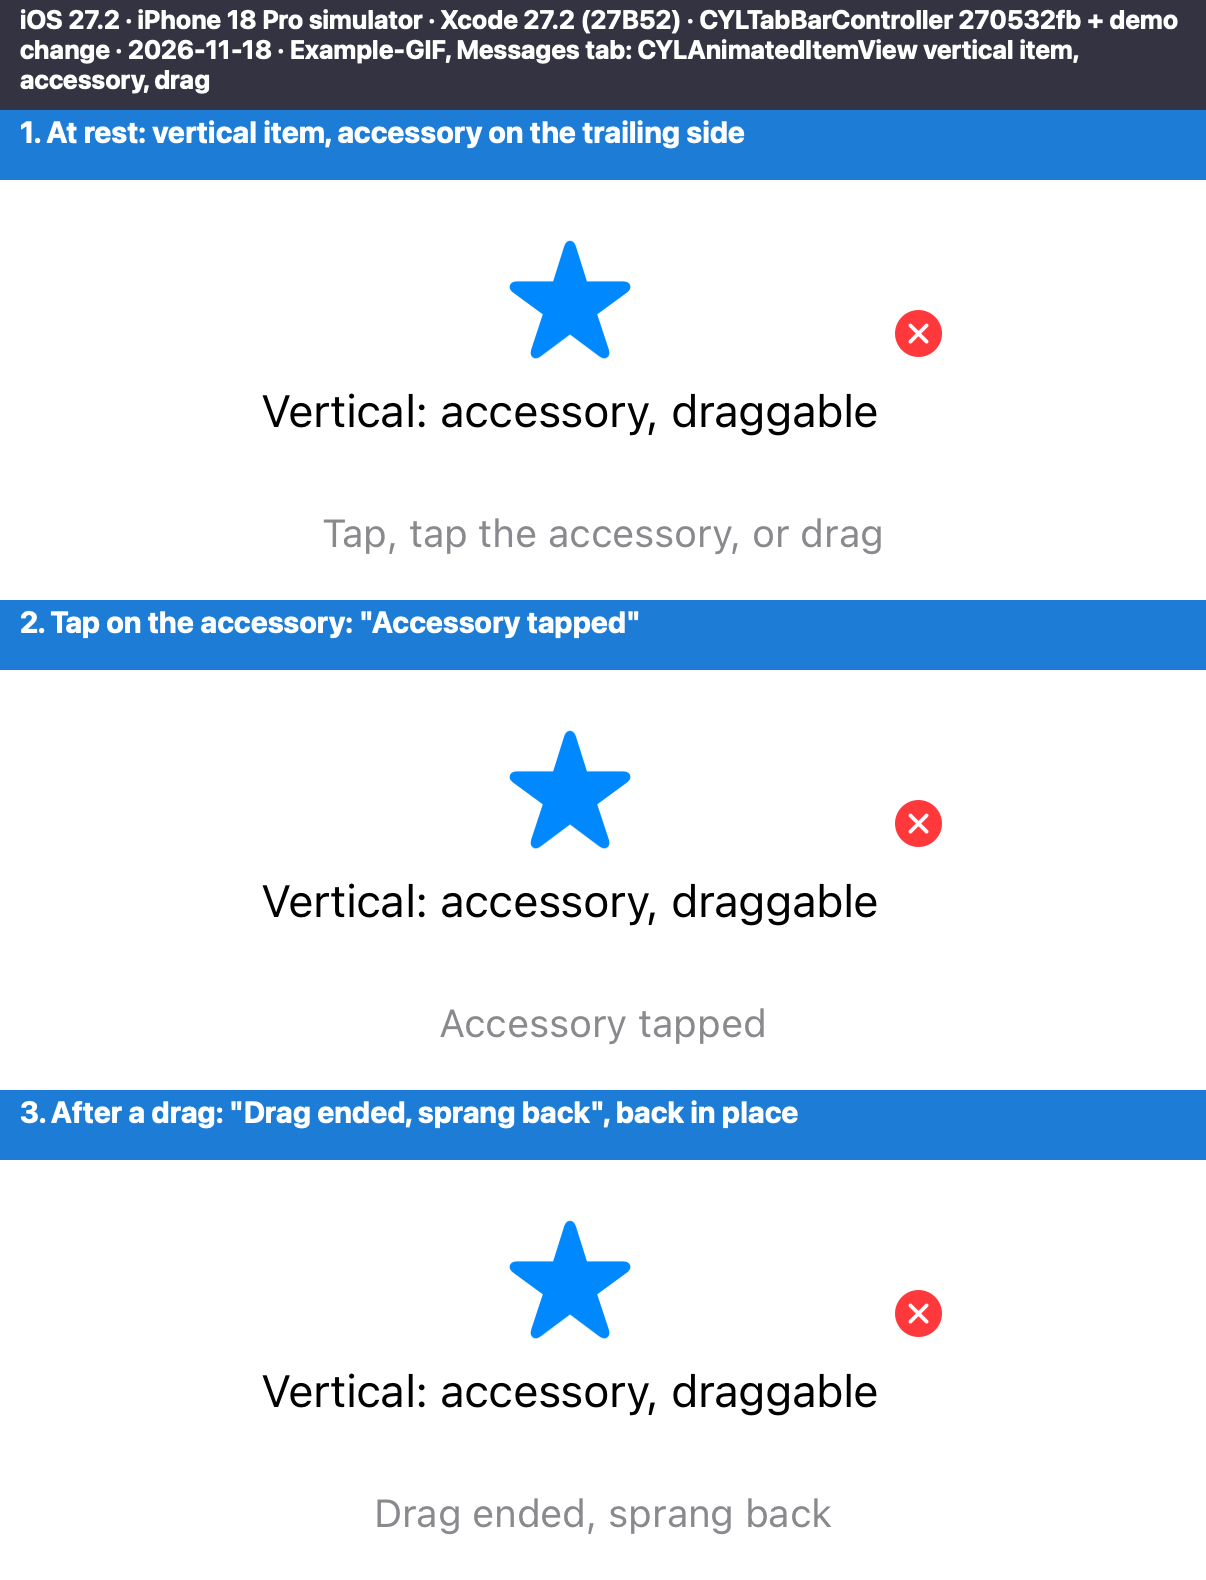 iOS 27.2 · iPhone 18 Pro simulator · Xcode 27.2 (27B52) · CYLTabBarController 270532fb + demo
change · 2026-11-18 · Example-GIF, Messages tab: CYLAnimatedItemView vertical item,
accessory, drag
1. At rest: vertical item, accessory on the trailing side
Vertical: accessory, draggable
Tap, tap the accessory, or drag
2. Tap on the accessory: "Accessory tapped"
Vertical: accessory, draggable
Accessory tapped
3. After a drag: "Drag ended, sprang back", back in place
Vertical: accessory, draggable
Drag ended, sprang back